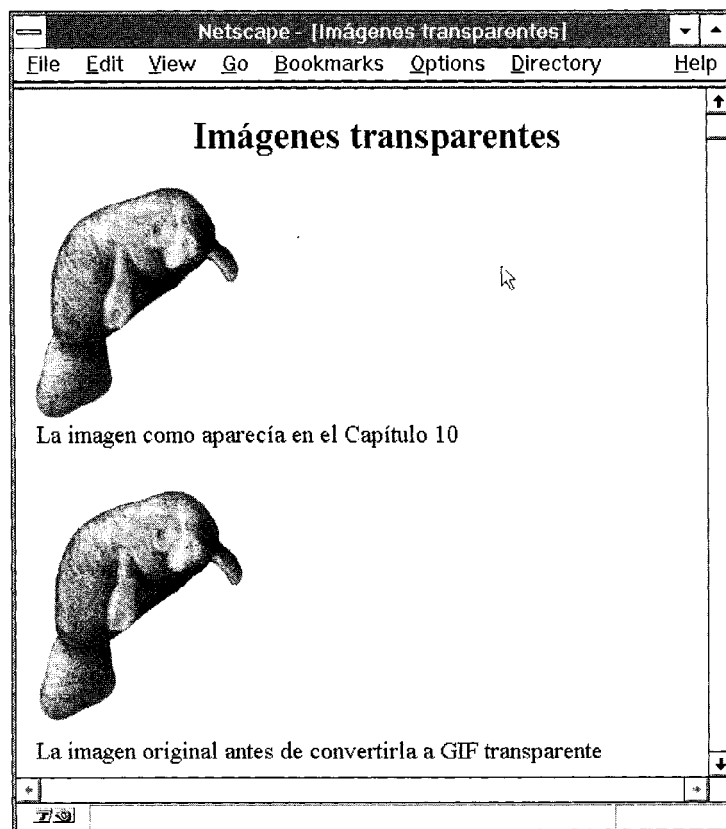 Netscape - [Imágenes transparentes]
File Edit View Go Bookmarks Options Directory Help
Imágenes transparentes
La imagen como aparecía en el Capítulo 10
La imagen original antes de convertirla a GIF transparente